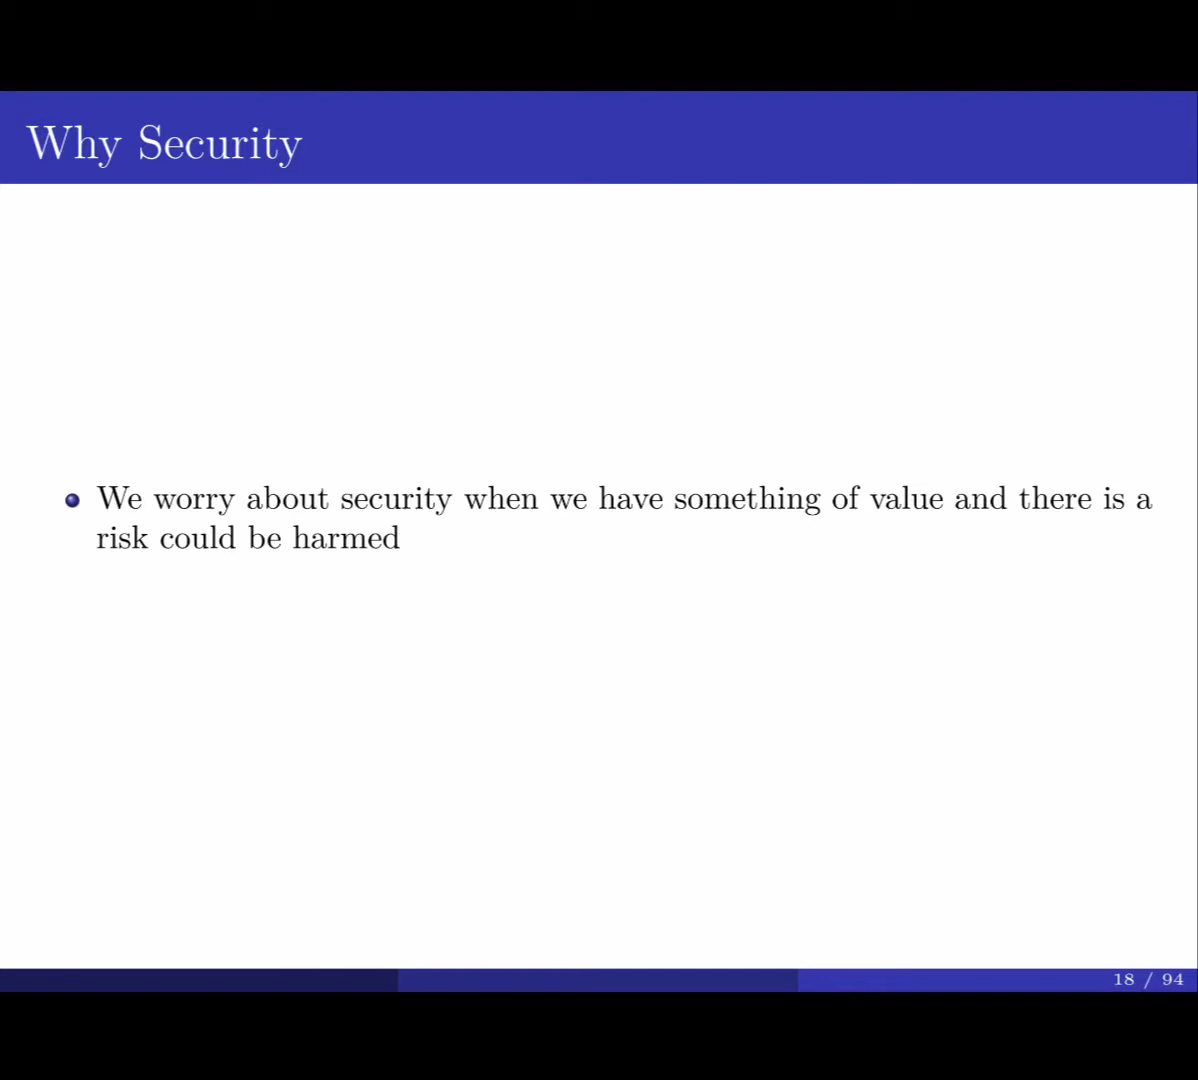 Why Security
We worry about security when we have something of value and there is a
risk could be harmed
18 / 94